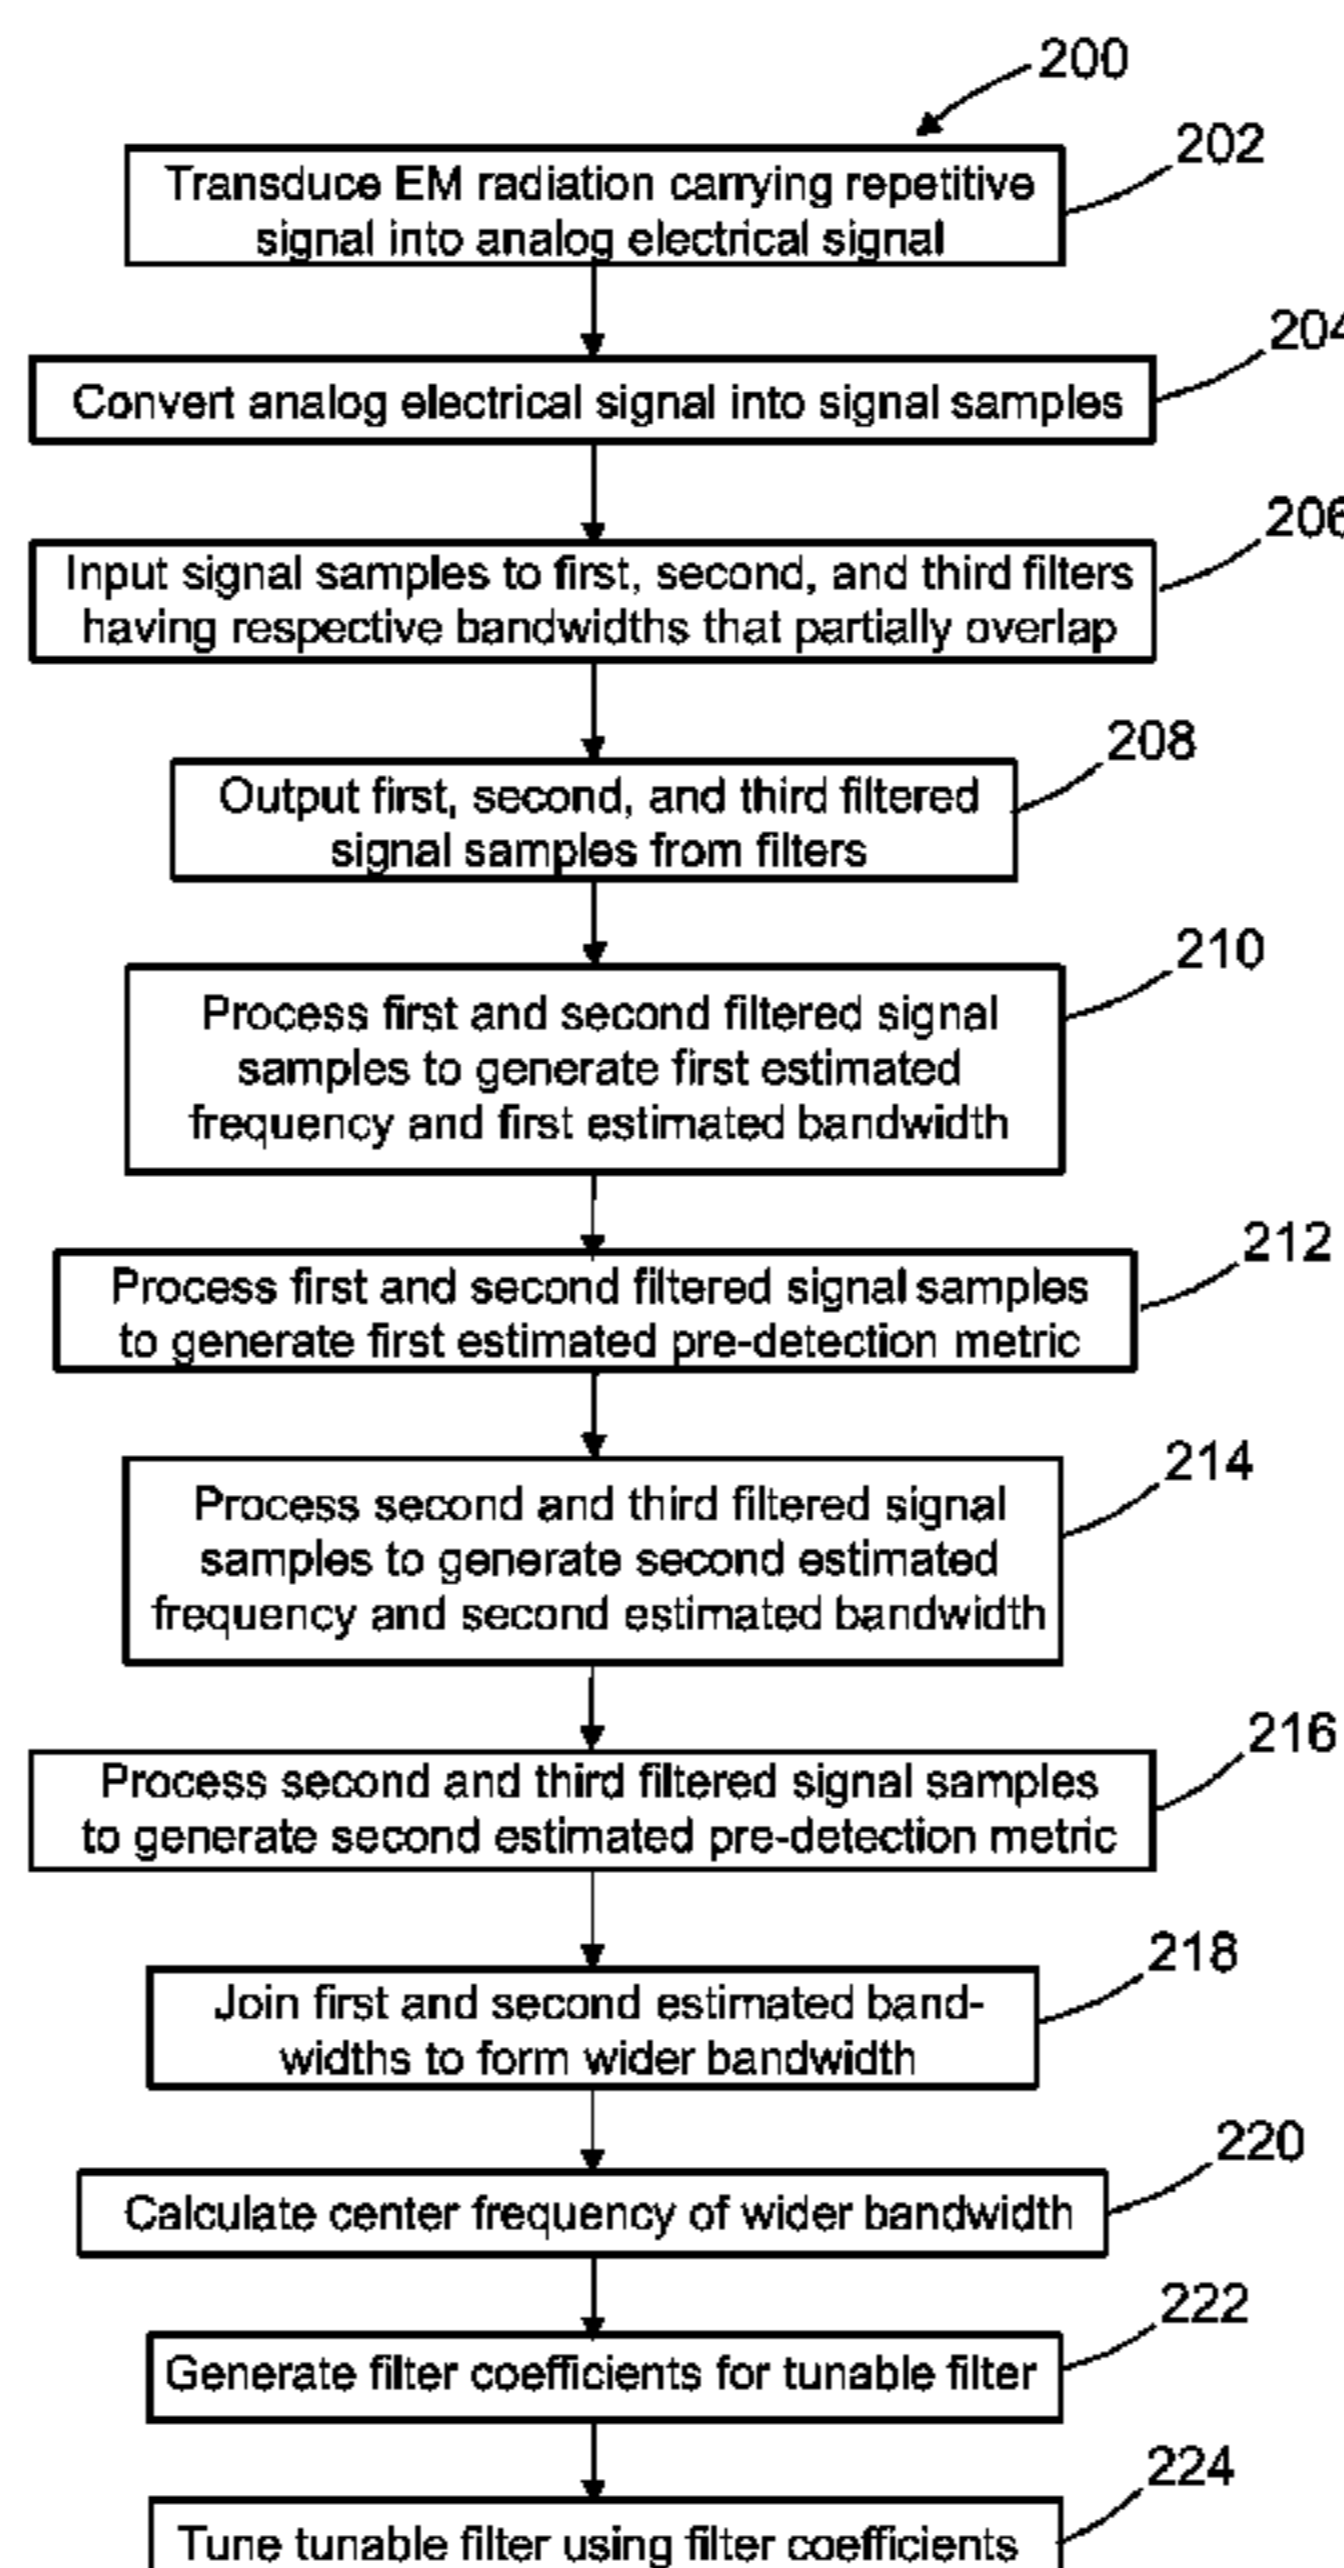 200
202
Transduce EM radiation carrying repetitive
signal into analog electrical signal
204
Convert analog electrical signal into signal samples
206
Input signal samples to first, second, and third filters
having respective bandwidths that partially overlap
208
Output first, second, and third filtered
signal samples from filters
210
Process first and second filtered signal
samples to generate first estimated
frequency and first estimated bandwidth
212
Process first and second filtered signal samples
to generate first estimated pre-detection metric
214
Process second and third filtered signal
samples to generate second estimated
frequency and second estimated bandwidth
216
Process second and third filtered signal samples
to generate second estimated pre-detection metric
218
Join first and second estimated band-
widths to form wider bandwidth
220
Calculate center frequency of wider bandwidth
222
Generate filter coefficients for tunable filter
224
Tune tunable filter using filter coefficients